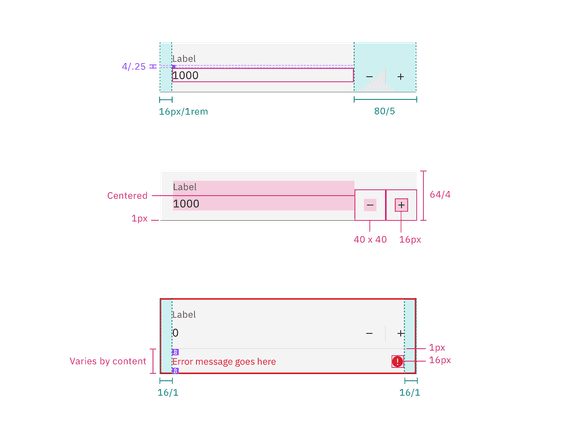 Label
4/.25
1000
− +
16px/1rem
80/5
Label
Centered
64/4
1000
− +
1px
40 x 40
16px
Label
0
− +
1px
Varies by content
Error message goes here
16px
16/1
16/1